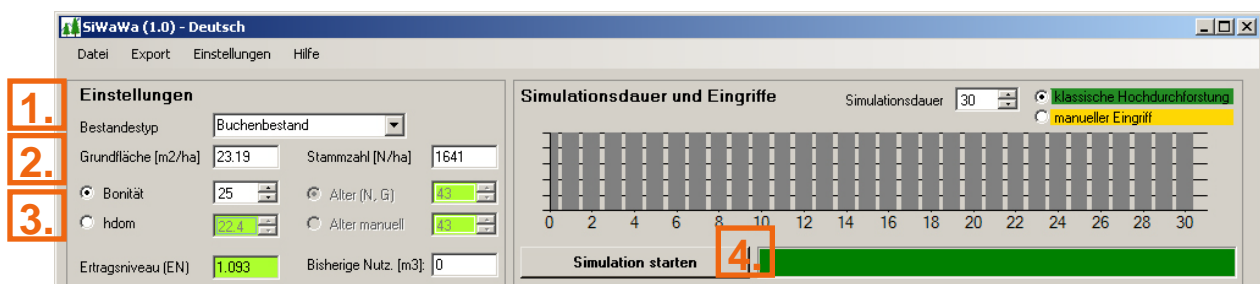 SiWaWa (1.0) - Deutsch
Datei Export Einstellungen Hilfe
1.
Einstellungen
Bestandestyp Buchenbestand
2.
Grundfläche [m2/ha] 23.19 Stammzahl [N/ha] 1641
3.
Bonität 25 Alter (N, G) 43
hdom 22.4 Alter manuell 43
Ertragsniveau (EN) 1.093 Bisherige Nutz. [m3]: 0
Simulationsdauer und Eingriffe Simulationsdauer 30 klassische Hochdurchforstung
manueller Eingriff
0 2 4 6 8 10 12 14 16 18 20 22 24 26 28 30
Simulation starten 4.